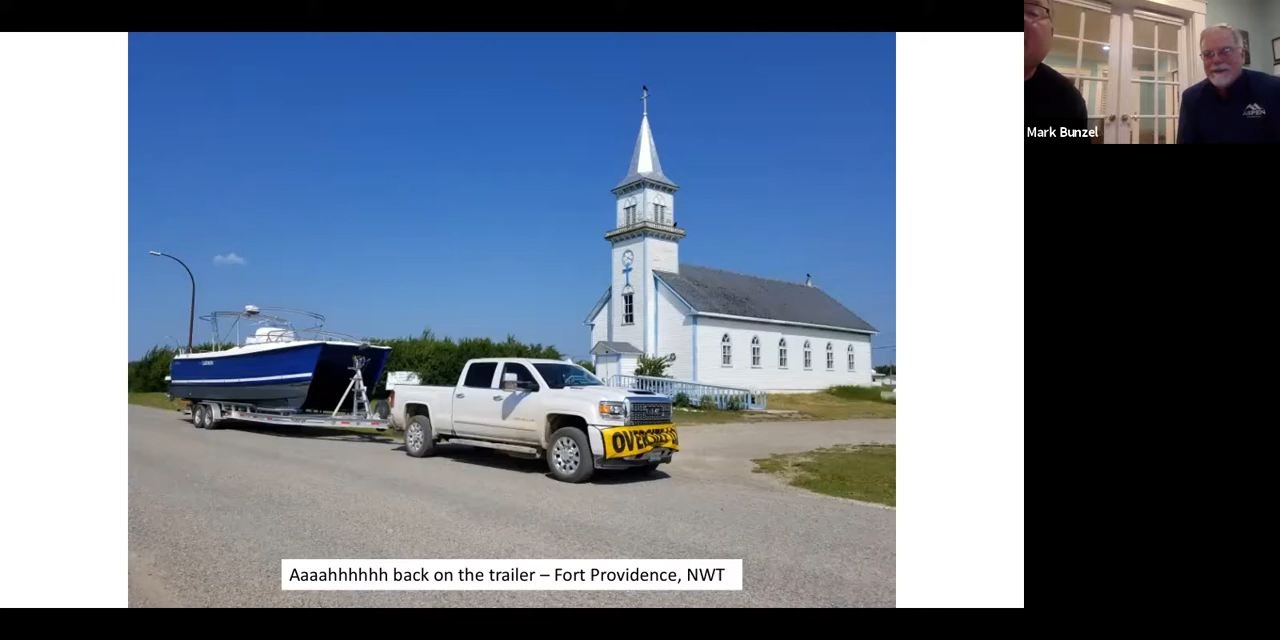 Mark Bunzel
ASPEN
OVERSIZE
Aaaahhhhhh back on the trailer – Fort Providence, NWT